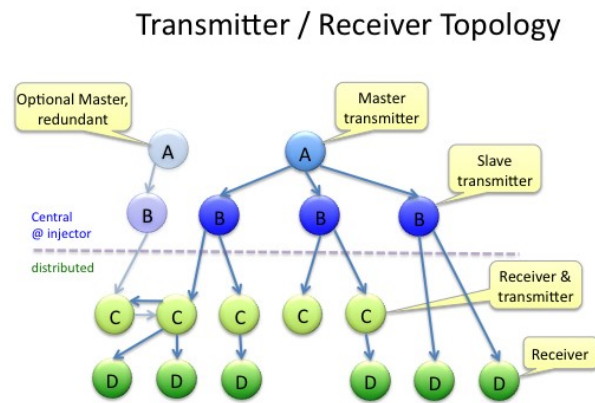 Transmitter / Receiver Topology
Optional Master,
redundant
Master
transmitter
A
A
Slave
transmitter
B
B
B
B
Central
@ injector
distributed
Receiver &
transmitter
C
C
C
C
C
Receiver
D
D
D
D
D
D